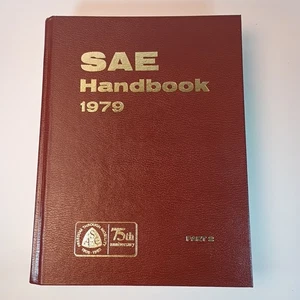 SAE
Handbook
1979
75th
anniversary
PART 2